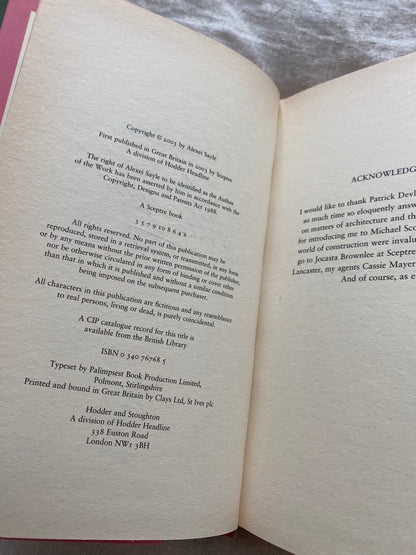 Copyright © 2003 by Alexei Sayle
First published in Great Britain in 2003 by Sceptre
A division of Hodder Headline
The right of Alexei Sayle to be identified as the Author
of the Work has been asserted by him in accordance with the
Copyright, Designs and Patents Act 1988.
A Sceptre book
3 5 7 9 10 8 6 4 2
All rights reserved. No part of this publication may be
reproduced, stored in a retrieval system, or transmitted, in any form
or by any means without the prior written permission of the publisher,
nor be otherwise circulated in any form of binding or cover other
than that in which it is published and without a similar condition
being imposed on the subsequent purchaser.
All characters in this publication are fictitious and any resemblance
to real persons, living or dead, is purely coincidental.
A CIP catalogue record for this title is
available from the British Library
ISBN 0 340 76768 5
Typeset by Palimpsest Book Production Limited,
Polmont, Stirlingshire
Printed and bound in Great Britain by Clays Ltd, St Ives plc
Hodder and Stoughton
A division of Hodder Headline
338 Euston Road
London NW1 3BH
ACKNOWLEDG
I would like to thank Patrick Devl
so much time so eloquently answe
on matters of architecture and th
for introducing me to Michael Sco
world of construction were invalu
go to Jocasta Brownlee at Sceptre
Lancaster, my agents Cassie Mayer
And of course, as e